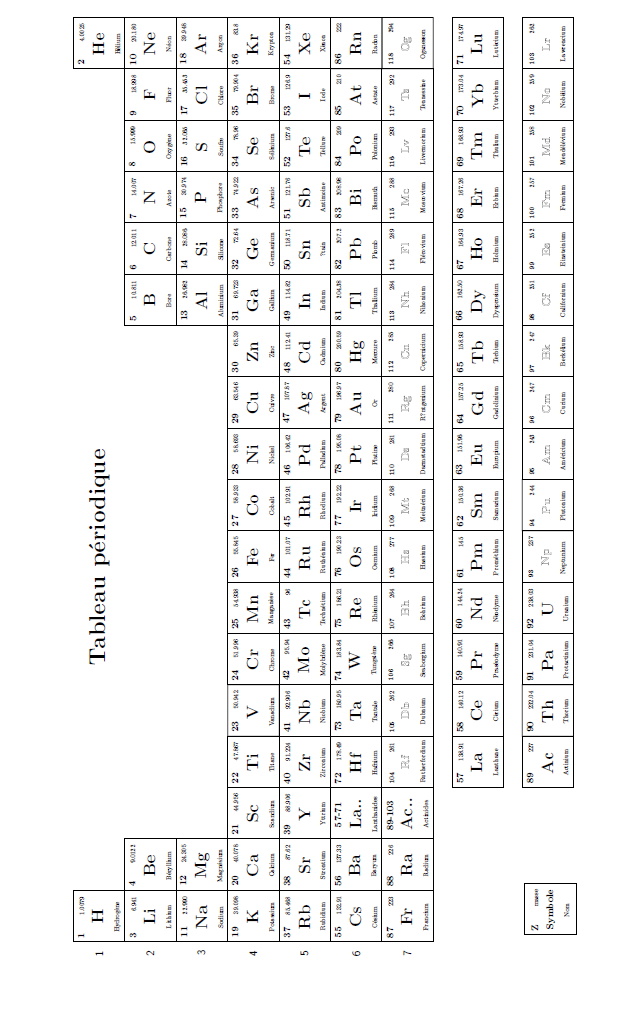 Tableau périodique
1 1.0079 2 4.0025
1 H He
Hydrogène Hélium
3 6.941 4 9.0122 5 10.811 6 12.011 7 14.007 8 15.999 9 18.998 10 20.180
2 Li Be B C N O F Ne
Lithium Béryllium Bore Carbone Azote Oxygène Fluor Néon
11 22.990 12 24.305 13 26.982 14 28.086 15 30.974 16 32.065 17 35.453 18 39.948
3 Na Mg Al Si P S Cl Ar
Sodium Magnésium Aluminium Silicone Phosphore Soufre Chlore Argon
19 39.098 20 40.078 21 44.956 22 47.867 23 50.942 24 51.996 25 54.938 26 55.845 27 58.933 28 58.693 29 63.546 30 65.39 31 69.723 32 72.64 33 74.922 34 78.96 35 79.904 36 83.8
4 K Ca Sc Ti V Cr Mn Fe Co Ni Cu Zn Ga Ge As Se Br Kr
Potassium Calcium Scandium Titane Vanadium Chrome Manganèse Fer Cobalt Nickel Cuivre Zinc Gallium Germanium Arsenic Sélénium Brome Krypton
37 85.468 38 87.62 39 88.906 40 91.224 41 92.906 42 95.94 43 96 44 101.07 45 102.91 46 106.42 47 107.87 48 112.41 49 114.82 50 118.71 51 121.76 52 127.6 53 126.9 54 131.29
5 Rb Sr Y Zr Nb Mo Tc Ru Rh Pd Ag Cd In Sn Sb Te I Xe
Rubidium Strontium Yttrium Zirconium Niobium Molybdène Technétium Ruthénium Rhodium Palladium Argent Cadmium Indium ?tain Antimoine Tellure Iode Xénon
55 132.91 56 137.33 57-71 72 178.49 73 180.95 74 183.84 75 186.21 76 190.23 77 192.22 78 195.08 79 196.97 80 200.59 81 204.38 82 207.2 83 208.98 84 209 85 210 86 222
6 Cs Ba La.. Hf Ta W Re Os Ir Pt Au Hg Tl Pb Bi Po At Rn
Césium Baryum Lanthanides Hafnium Tantale Tungstène Rhénium Osmium Iridium Platine Or Mercure Thallium Plomb Bismuth Polonium Astate Radon
87 223 88 226 89-103 104 261 105 262 106 266 107 264 108 277 109 268 110 281 111 280 112 285 113 284 114 289 115 288 116 293 117 292 118 294
7 Fr Ra Ac.. Rf Db Sg Bh Hs Mt Ds Rg Cn Nh Fl Mc Lv Ts Og
Francium Radium Actinides Rutherfordium Dubnium Seaborgium Bohrium Hassium Meitnérium Darmstadtium R?ntgenium Copernicium Nihonium Flérovium Moscovium Livermorium Tennessine Oganesson
57 138.91 58 140.12 59 140.91 60 144.24 61 145 62 150.36 63 151.96 64 157.25 65 158.93 66 162.50 67 164.93 68 167.26 69 168.93 70 173.04 71 174.97
La Ce Pr Nd Pm Sm Eu Gd Tb Dy Ho Er Tm Yb Lu
Lanthane Cérium Praséodyme Néodyme Prométhium Samarium Europium Gadolinium Terbium Dysprosium Holmium Erbium Thulium Ytterbium Lutécium
Z masse 89 227 90 232.04 91 231.04 92 238.03 93 237 94 244 95 243 96 247 97 247 98 251 99 252 100 257 101 258 102 259 103 262
Symbole Ac Th Pa U Np Pu Am Cm Bk Cf Es Fm Md No Lr
Nom Actinium Thorium Protactinium Uranium Neptunium Plutonium Américium Curium Berkélium Californium Einsteinium Fermium Mendélévium Nobélium Lawrencium